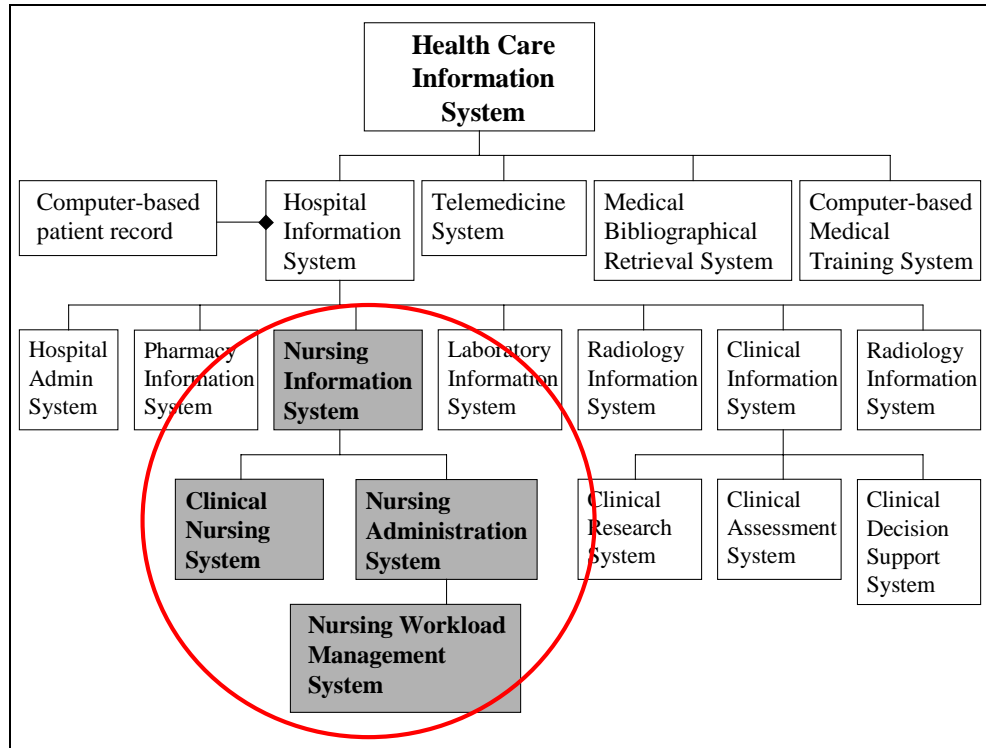 Health Care
Information
System
Computer-based
patient record
Hospital
Information
System
Telemedicine
System
Medical
Bibliographical
Retrieval System
Computer-based
Medical
Training System
Hospital
Admin
System
Pharmacy
Information
System
Nursing
Information
System
Laboratory
Information
System
Radiology
Information
System
Clinical
Information
System
Radiology
Information
System
Clinical
Nursing
System
Nursing
Administration
System
Clinical
Research
System
Clinical
Assessment
System
Clinical
Decision
Support
System
Nursing Workload
Management
System